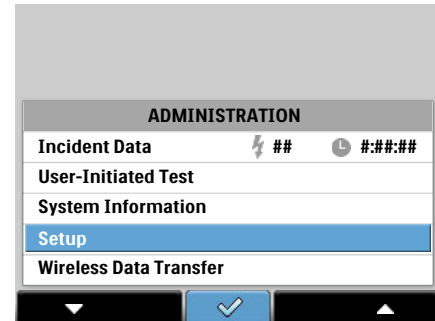 ADMINISTRATION
Incident Data ## #:##:##
User-Initiated Test
System Information
Setup
Wireless Data Transfer